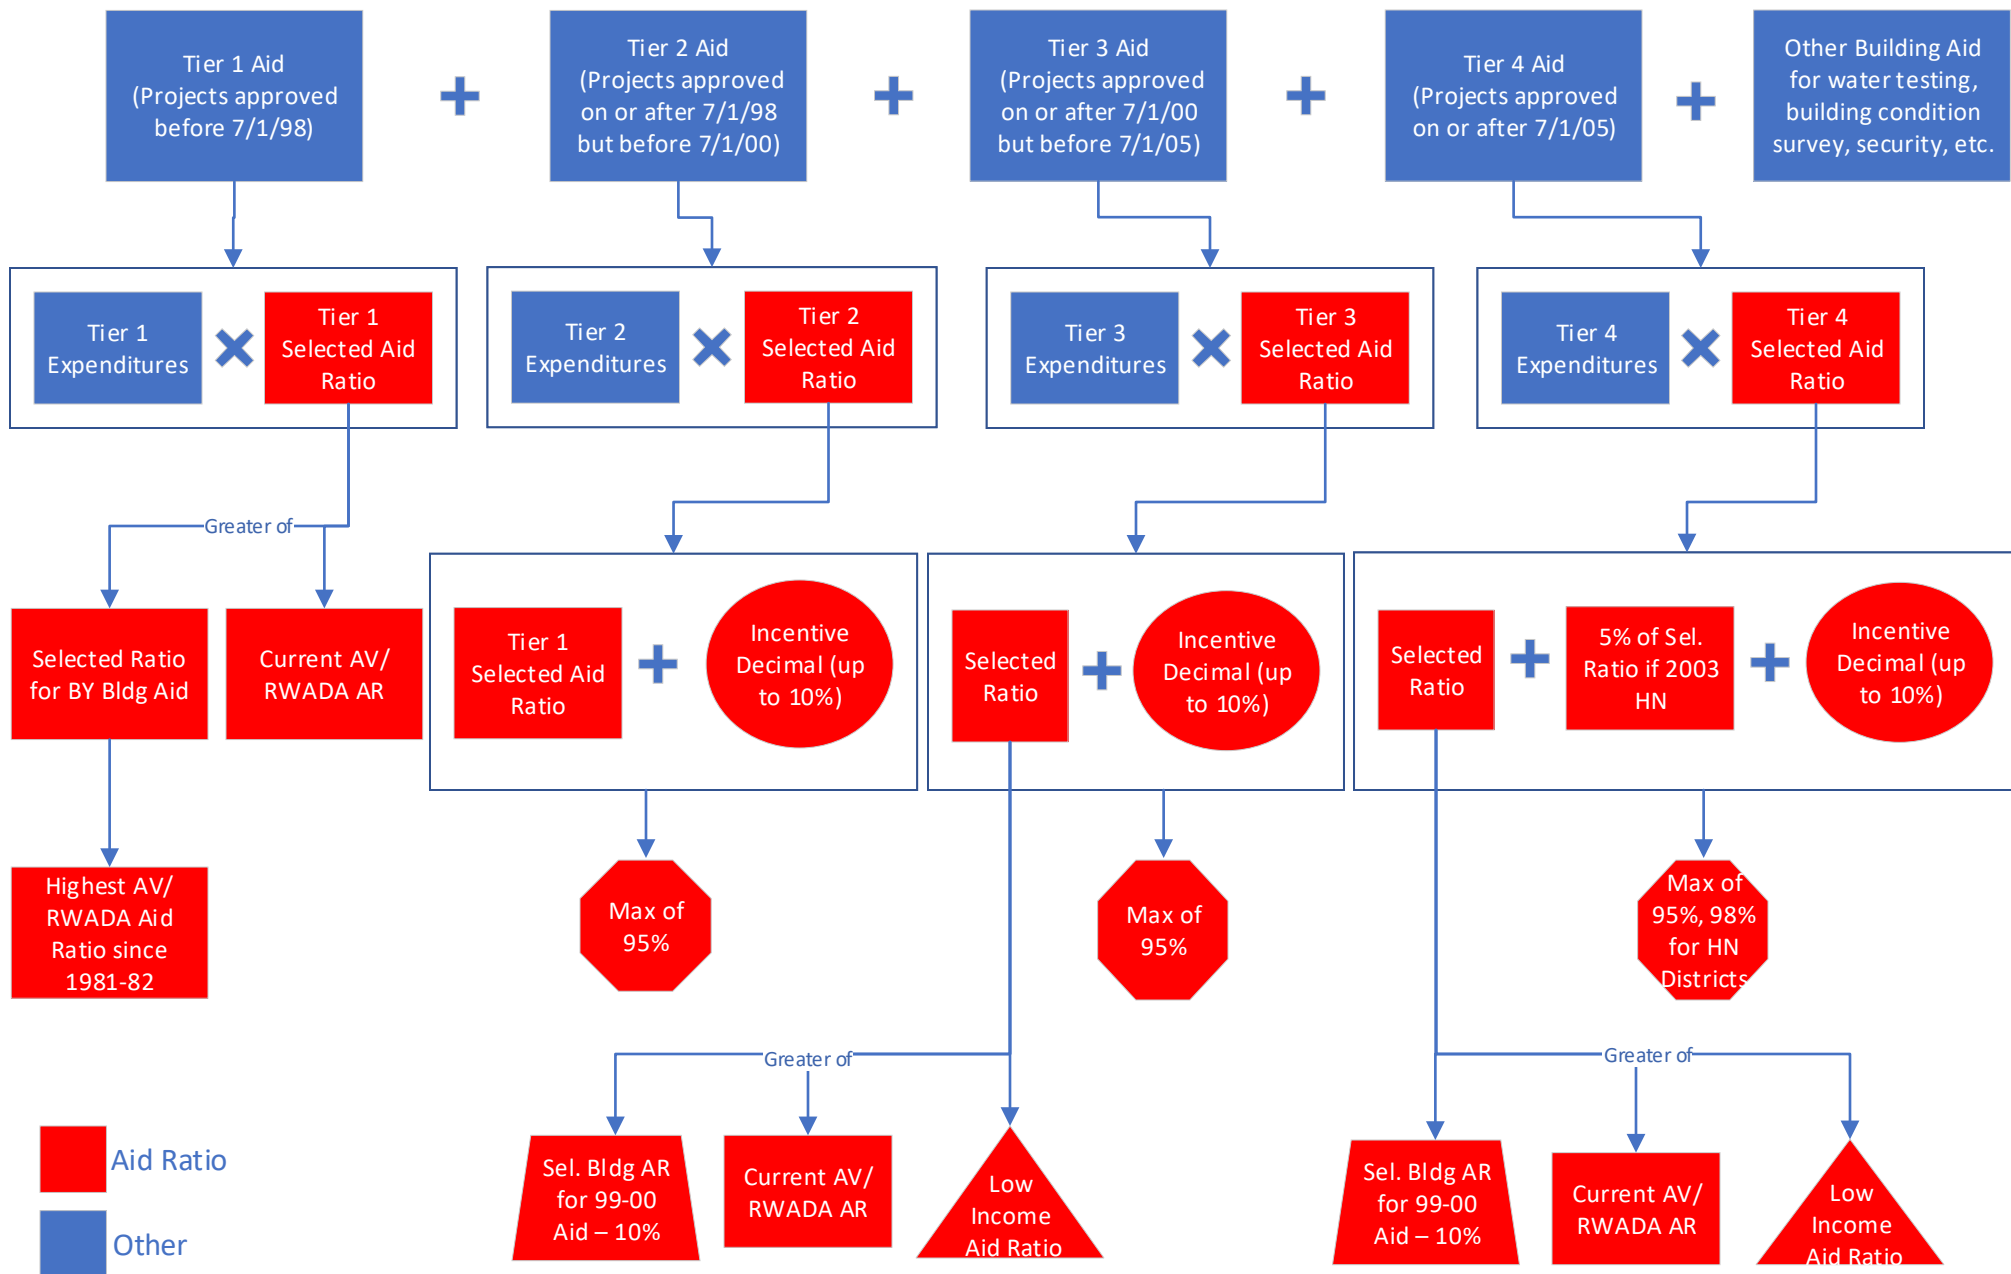 Tier 1 Aid
(Projects approved
before 7/1/98)
Tier 2 Aid
(Projects approved
on or after 7/1/98
but before 7/1/00)
Tier 3 Aid
(Projects approved
on or after 7/1/00
but before 7/1/05)
Tier 4 Aid
(Projects approved
on or after 7/1/05)
Other Building Aid
for water testing,
building condition
survey, security, etc.
Tier 1
Expenditures
Tier 1
Selected Aid
Ratio
Tier 2
Expenditures
Tier 2
Selected Aid
Ratio
Tier 3
Expenditures
Tier 3
Selected Aid
Ratio
Tier 4
Expenditures
Tier 4
Selected Aid
Ratio
Greater of
Selected Ratio
for BY Bldg Aid
Current AV/
RWADA AR
Tier 1
Selected Aid
Ratio
Incentive
Decimal (up
to 10%)
Selected
Ratio
Incentive
Decimal (up
to 10%)
Selected
Ratio
5% of Sel.
Ratio if 2003
HN
Incentive
Decimal (up
to 10%)
Highest AV/
RWADA Aid
Ratio since
1981-82
Max of
95%
Max of
95%
Max of
95%, 98%
for HN
Districts
Greater of
Greater of
Sel. Bldg AR
for 99-00
Aid – 10%
Current AV/
RWADA AR
Low
Income
Aid Ratio
Sel. Bldg AR
for 99-00
Aid – 10%
Current AV/
RWADA AR
Low
Income
Aid Ratio
Aid Ratio
Other